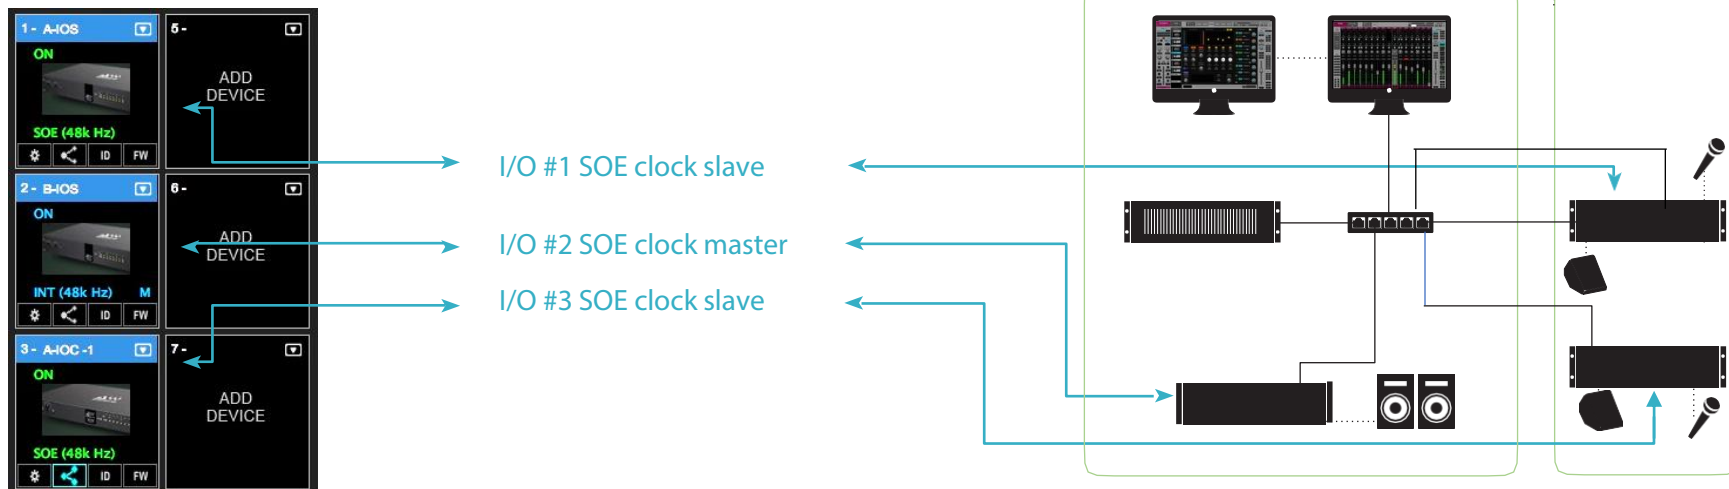 1 - A-IOS
ON
SOE (48k Hz)
ID FW
5 -
ADD
DEVICE
2 - B-IOS
ON
INT (48k Hz) M
ID FW
6 -
ADD
DEVICE
3 - A-IOC -1
ON
SOE (48k Hz)
ID FW
7 -
ADD
DEVICE
I/O #1 SOE clock slave
I/O #2 SOE clock master
I/O #3 SOE clock slave